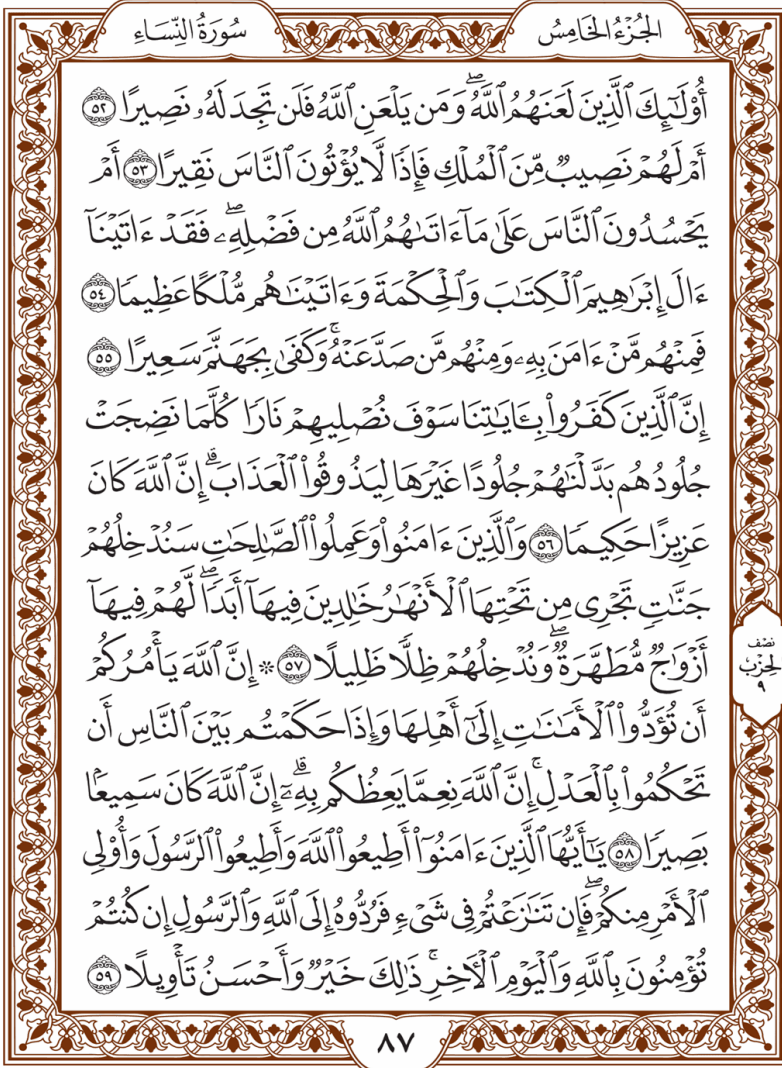 الجُزْءُ الخَامِسُ
سُورَةُ النِّسَاءِ
أُوْلَٰٓئِكَ ٱلَّذِينَ لَعَنَهُمُ ٱللَّهُۖ وَمَن يَلْعَنِ ٱللَّهُ فَلَن تَجِدَ لَهُۥ نَصِيرًا ٥٢
أَمْ لَهُمْ نَصِيبٞ مِّنَ ٱلْمُلْكِ فَإِذٗا لَّا يُؤْتُونَ ٱلنَّاسَ نَقِيرًا ٥٣ أَمْ
يَحْسُدُونَ ٱلنَّاسَ عَلَىٰ مَآ ءَاتَىٰهُمُ ٱللَّهُ مِن فَضْلِهِۦۖ فَقَدْ ءَاتَيْنَآ
ءَالَ إِبْرَٰهِيمَ ٱلْكِتَٰبَ وَٱلْحِكْمَةَ وَءَاتَيْنَٰهُم مُّلْكًا عَظِيمٗا ٥٤
فَمِنْهُم مَّنْ ءَامَنَ بِهِۦ وَمِنْهُم مَّن صَدَّ عَنْهُۚ وَكَفَىٰ بِجَهَنَّمَ سَعِيرًا ٥٥
إِنَّ ٱلَّذِينَ كَفَرُواْ بِـَٔايَٰتِنَا سَوْفَ نُصْلِيهِمْ نَارٗا كُلَّمَا نَضِجَتْ
جُلُودُهُم بَدَّلْنَٰهُمْ جُلُودًا غَيْرَهَا لِيَذُوقُواْ ٱلْعَذَابَۗ إِنَّ ٱللَّهَ كَانَ
عَزِيزًا حَكِيمٗا ٥٦ وَٱلَّذِينَ ءَامَنُواْ وَعَمِلُواْ ٱلصَّٰلِحَٰتِ سَنُدْخِلُهُمْ
جَنَّٰتٖ تَجْرِي مِن تَحْتِهَا ٱلْأَنْهَٰرُ خَٰلِدِينَ فِيهَآ أَبَدٗاۖ لَّهُمْ فِيهَآ
أَزْوَٰجٞ مُّطَهَّرَةٞۖ وَنُدْخِلُهُمْ ظِلّٗا ظَلِيلًا ٥٧ ۞ إِنَّ ٱللَّهَ يَأْمُرُكُمْ
أَن تُؤَدُّواْ ٱلْأَمَٰنَٰتِ إِلَىٰٓ أَهْلِهَا وَإِذَا حَكَمْتُم بَيْنَ ٱلنَّاسِ أَن
تَحْكُمُواْ بِٱلْعَدْلِۚ إِنَّ ٱللَّهَ نِعِمَّا يَعِظُكُم بِهِۦٓۗ إِنَّ ٱللَّهَ كَانَ سَمِيعَۢا
بَصِيرٗا ٥٨ يَٰٓأَيُّهَا ٱلَّذِينَ ءَامَنُوٓاْ أَطِيعُواْ ٱللَّهَ وَأَطِيعُواْ ٱلرَّسُولَ وَأُوْلِي
ٱلْأَمْرِ مِنكُمْۖ فَإِن تَنَٰزَعْتُمْ فِي شَيْءٖ فَرُدُّوهُ إِلَى ٱللَّهِ وَٱلرَّسُولِ إِن كُنتُمْ
تُؤْمِنُونَ بِٱللَّهِ وَٱلْيَوْمِ ٱلْأٓخِرِۚ ذَٰلِكَ خَيْرٞ وَأَحْسَنُ تَأْوِيلًا ٥٩
نصف
الحزب
٩
٨٧